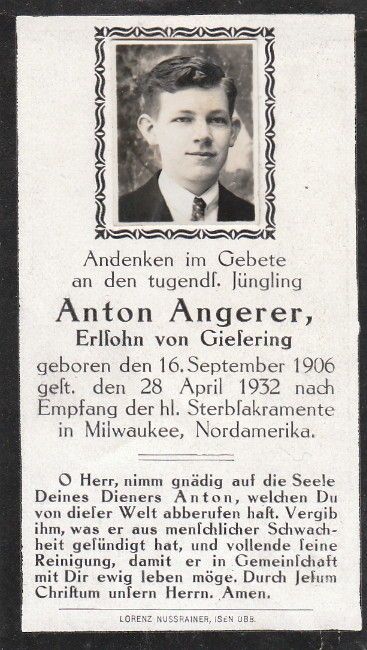 Andenken im Gebete
an den tugendſ. Jüngling
Anton Angerer,
Erlſohn von Gieſering
geboren den 16. September 1906
geſt. den 28 April 1932 nach
Empfang der hl. Sterbſakramente
in Milwaukee, Nordamerika.
O Herr, nimm gnädig auf die Seele
Deines Dieners Anton, welchen Du
von dieſer Welt abberufen haſt. Vergib
ihm, was er aus menſchlicher Schwach-
heit geſündigt hat, und vollende ſeine
Reinigung, damit er in Gemeinſchaft
mit Dir ewig leben möge. Durch Jeſum
Chriſtum unſern Herrn. Amen.
LORENZ NUSSRAINER, ISEN OBB.